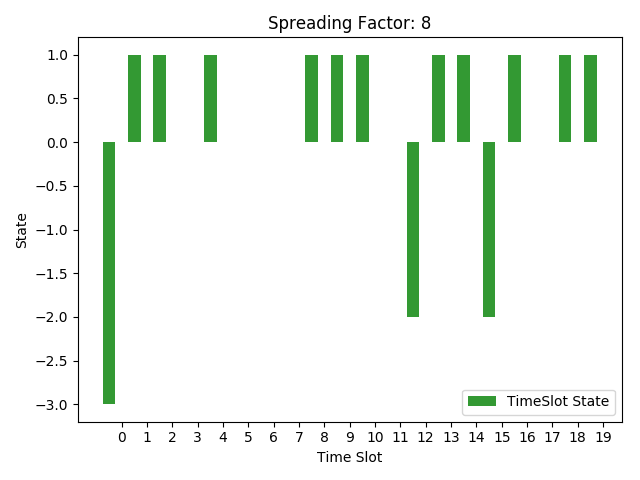 Spreading Factor: 8
1.0
0.5
0.0
−0.5
−1.0
−1.5
−2.0
−2.5
−3.0
State
0 1 2 3 4 5 6 7 8 9 10 11 12 13 14 15 16 17 18 19
Time Slot
TimeSlot State